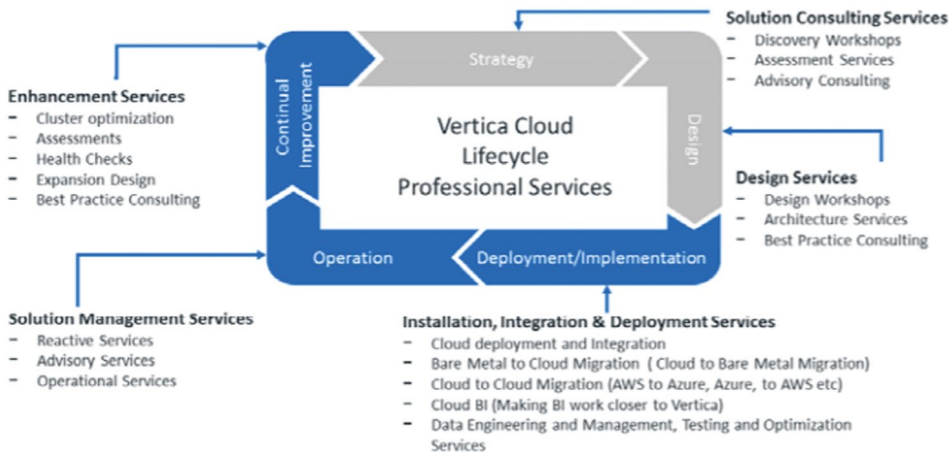 Solution Consulting Services
- Discovery Workshops
- Assessment Services
- Advisory Consulting
Strategy
Enhancement Services
- Cluster optimization
- Assessments
- Health Checks
- Expansion Design
- Best Practice Consulting
Continual
Improvement
Vertica Cloud
Lifecycle
Professional Services
Design
Design Services
- Design Workshops
- Architecture Services
- Best Practice Consulting
Operation
Deployment/Implementation
Solution Management Services
- Reactive Services
- Advisory Services
- Operational Services
Installation, Integration & Deployment Services
- Cloud deployment and Integration
- Bare Metal to Cloud Migration ( Cloud to Bare Metal Migration)
- Cloud to Cloud Migration (AWS to Azure, Azure, to AWS etc)
- Cloud BI (Making BI work closer to Vertica)
- Data Engineering and Management, Testing and Optimization
Services